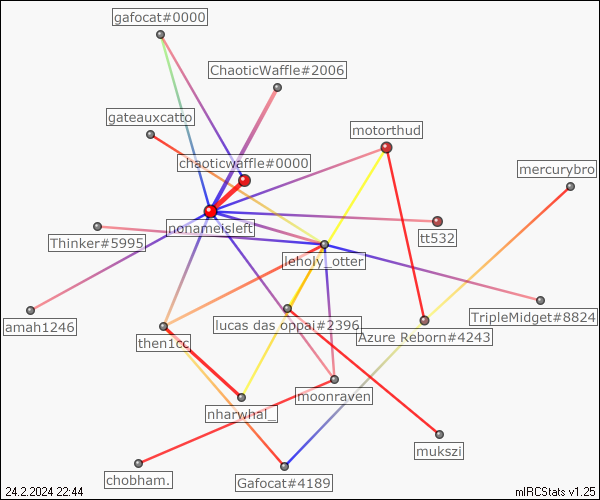 gafocat#0000
ChaoticWaffle#2006
gateauxcatto
motorthud
chaoticwaffle#0000
mercurybro
nonameisleft
tt532
Thinker#5995
leholy_otter
TripleMidget#8824
amah1246
lucas das oppai#2396
Azure Reborn#4243
then1cc
moonraven
nharwhal_
mukszi
chobham.
Gafocat#4189
24.2.2024 22:44
mIRCStats v1.25